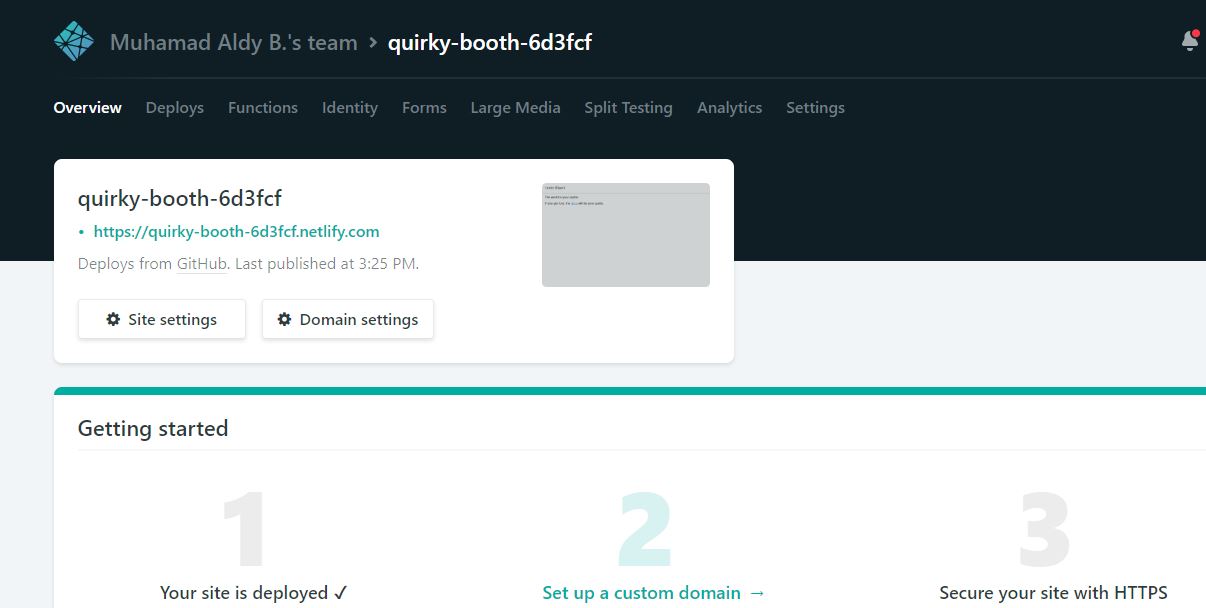 Muhamad Aldy B.'s team > quirky-booth-6d3fcf
Overview Deploys Functions Identity Forms Large Media Split Testing Analytics Settings
quirky-booth-6d3fcf
• https://quirky-booth-6d3fcf.netlify.com
Deploys from GitHub. Last published at 3:25 PM.
Site settings Domain settings
Getting started
1 2 3
Your site is deployed ✓ Set up a custom domain → Secure your site with HTTPS